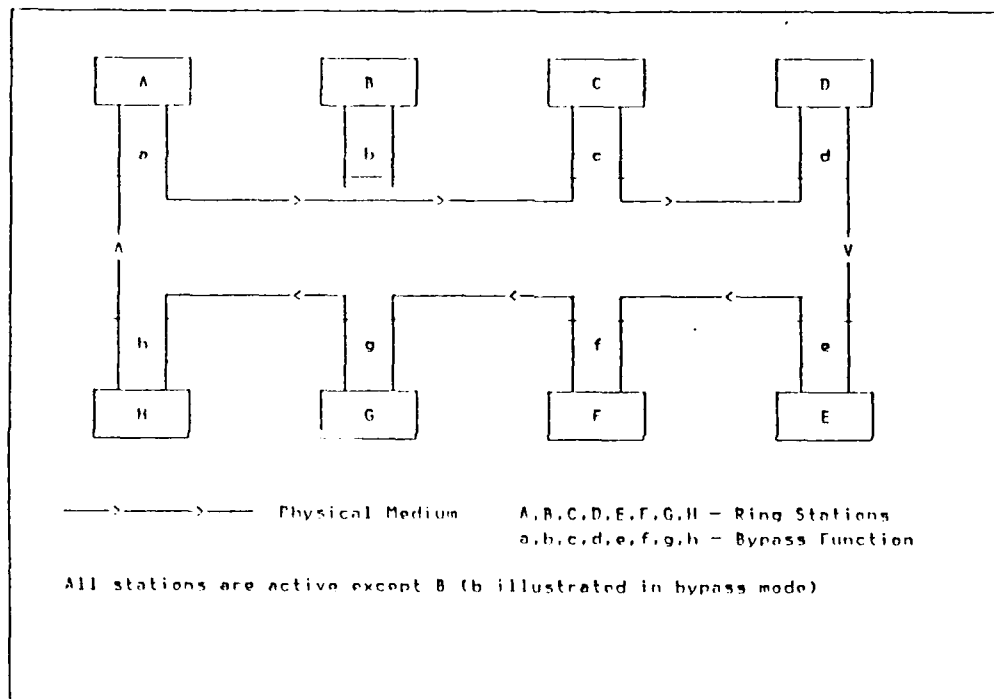 A B C D
a b c d
> > >
Λ V
< < <
h g f e
H G F E
—>—>— Physical Medium
A,B,C,D,E,F,G,H – Ring Stations
a,b,c,d,e,f,g,h – Bypass Function
All stations are active except B (b illustrated in bypass mode)